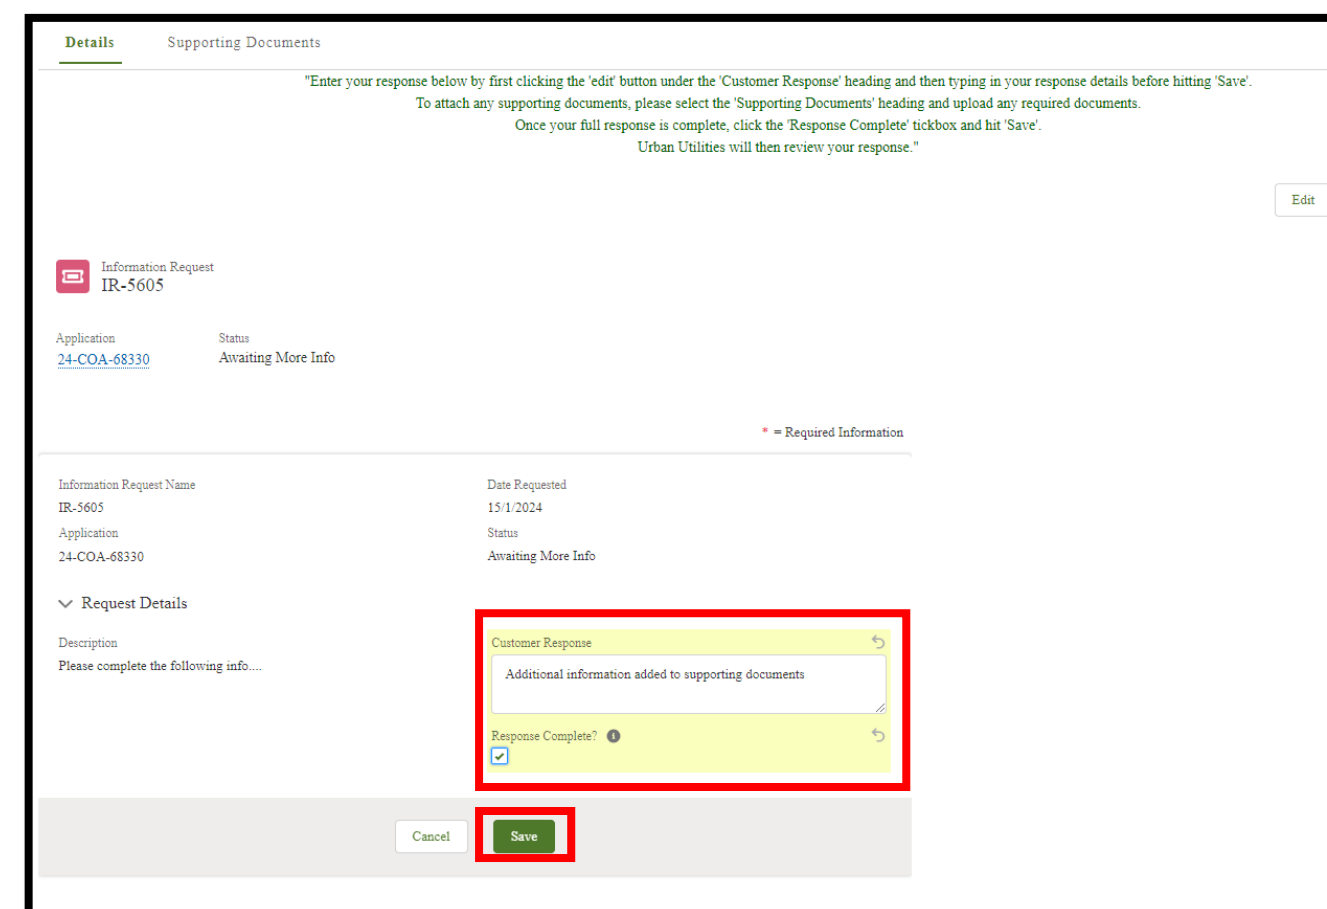 Details Supporting Documents
"Enter your response below by first clicking the 'edit' button under the 'Customer Response' heading and then typing in your response details before hitting 'Save'.
To attach any supporting documents, please select the 'Supporting Documents' heading and upload any required documents.
Once your full response is complete, click the 'Response Complete' tickbox and hit 'Save'.
Urban Utilities will then review your response."
Edit
Information Request
IR-5605
Application Status
24-COA-68330 Awaiting More Info
* = Required Information
Information Request Name Date Requested
IR-5605 15/1/2024
Application Status
24-COA-68330 Awaiting More Info
Request Details
Description Customer Response
Please complete the following info.... Additional information added to supporting documents
Response Complete?
Cancel Save